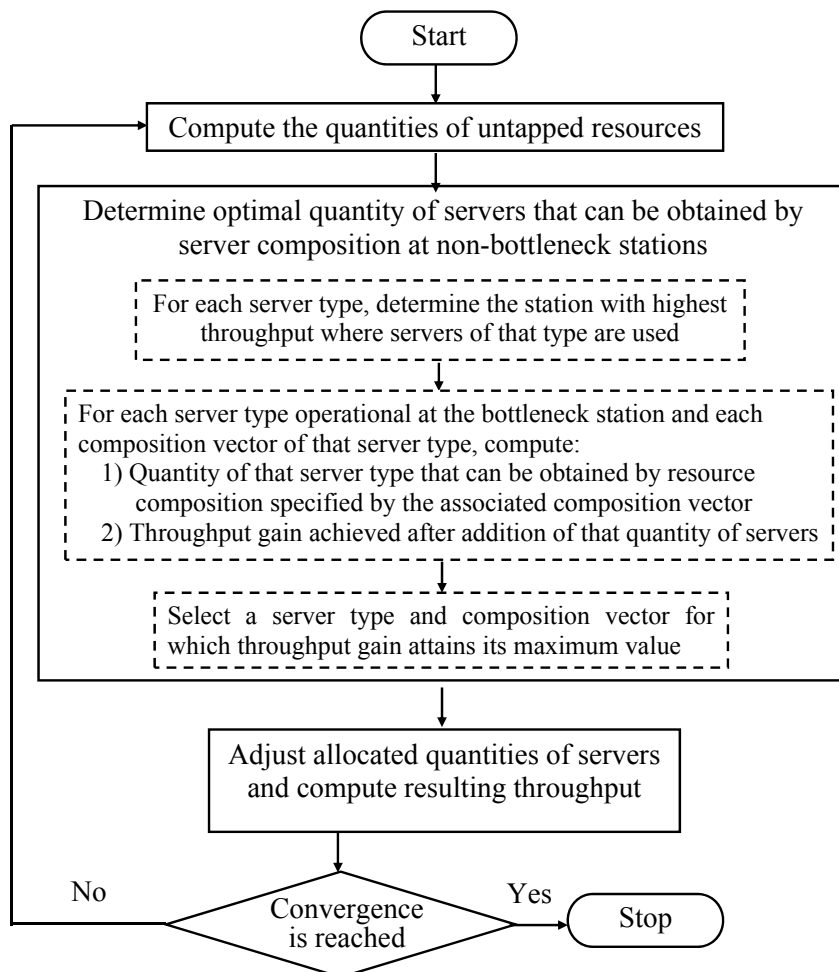 Start
Compute the quantities of untapped resources
Determine optimal quantity of servers that can be obtained by
server composition at non-bottleneck stations
For each server type, determine the station with highest
throughput where servers of that type are used
For each server type operational at the bottleneck station and each
composition vector of that server type, compute:
1) Quantity of that server type that can be obtained by resource
composition specified by the associated composition vector
2) Throughput gain achieved after addition of that quantity of servers
Select a server type and composition vector for
which throughput gain attains its maximum value
Adjust allocated quantities of servers
and compute resulting throughput
No
Yes
Convergence
is reached
Stop